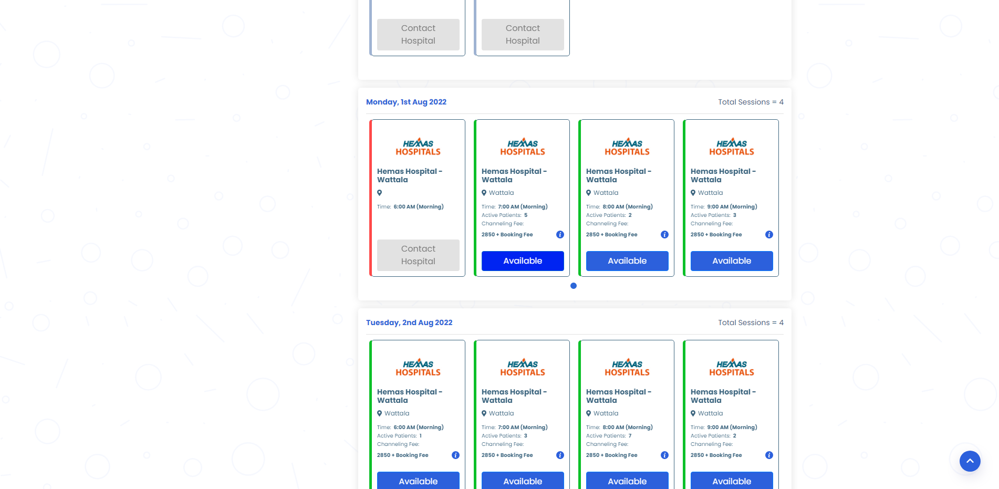 Contact
Hospital
Contact
Hospital
Monday, 1st Aug 2022
Total Sessions = 4
HEMAS
HOSPITALS
Hemas Hospital -
Wattala
Time: 6:00 AM (Morning)
Contact
Hospital
HEMAS
HOSPITALS
Hemas Hospital -
Wattala
Wattala
Time: 7:00 AM (Morning)
Active Patients: 5
Channeling Fee:
2850 + Booking Fee
Available
HEMAS
HOSPITALS
Hemas Hospital -
Wattala
Wattala
Time: 8:00 AM (Morning)
Active Patients: 2
Channeling Fee:
2850 + Booking Fee
Available
HEMAS
HOSPITALS
Hemas Hospital -
Wattala
Wattala
Time: 9:00 AM (Morning)
Active Patients: 3
Channeling Fee:
2850 + Booking Fee
Available
Tuesday, 2nd Aug 2022
Total Sessions = 4
HEMAS
HOSPITALS
Hemas Hospital -
Wattala
Wattala
Time: 6:00 AM (Morning)
Active Patients: 1
Channeling Fee:
2850 + Booking Fee
Available
HEMAS
HOSPITALS
Hemas Hospital -
Wattala
Wattala
Time: 7:00 AM (Morning)
Active Patients: 3
Channeling Fee:
2850 + Booking Fee
Available
HEMAS
HOSPITALS
Hemas Hospital -
Wattala
Wattala
Time: 8:00 AM (Morning)
Active Patients: 7
Channeling Fee:
2850 + Booking Fee
Available
HEMAS
HOSPITALS
Hemas Hospital -
Wattala
Wattala
Time: 9:00 AM (Morning)
Active Patients: 2
Channeling Fee:
2850 + Booking Fee
Available